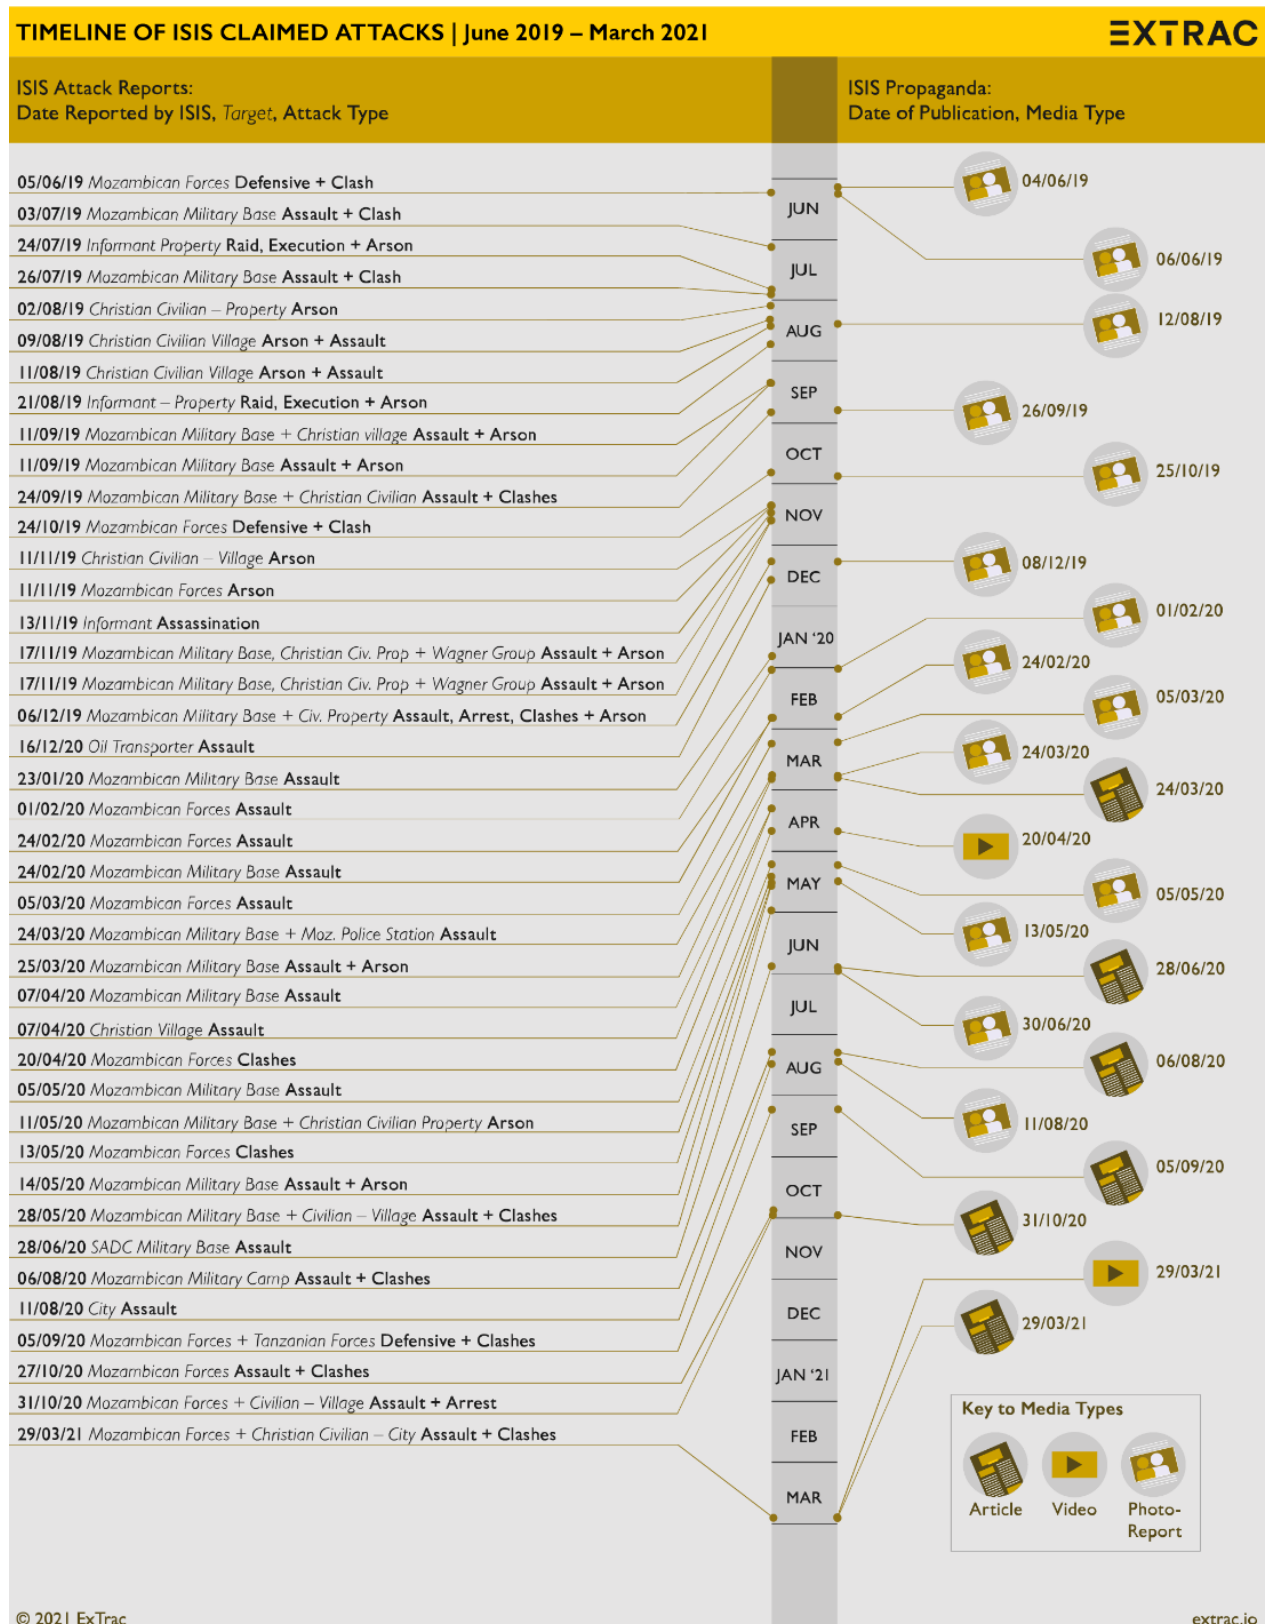 TIMELINE OF ISIS CLAIMED ATTACKS | June 2019 – March 2021
EXTRAC
ISIS Attack Reports:
Date Reported by ISIS, Target, Attack Type
ISIS Propaganda:
Date of Publication, Media Type
05/06/19 Mozambican Forces Defensive + Clash
03/07/19 Mozambican Military Base Assault + Clash
24/07/19 Informant Property Raid, Execution + Arson
26/07/19 Mozambican Military Base Assault + Clash
02/08/19 Christian Civilian – Property Arson
09/08/19 Christian Civilian Village Arson + Assault
11/08/19 Christian Civilian Village Arson + Assault
21/08/19 Informant – Property Raid, Execution + Arson
11/09/19 Mozambican Military Base + Christian village Assault + Arson
11/09/19 Mozambican Military Base Assault + Arson
24/09/19 Mozambican Military Base + Christian Civilian Assault + Clashes
24/10/19 Mozambican Forces Defensive + Clash
11/11/19 Christian Civilian – Village Arson
11/11/19 Mozambican Forces Arson
13/11/19 Informant Assassination
17/11/19 Mozambican Military Base, Christian Civ. Prop + Wagner Group Assault + Arson
17/11/19 Mozambican Military Base, Christian Civ. Prop + Wagner Group Assault + Arson
06/12/19 Mozambican Military Base + Civ. Property Assault, Arrest, Clashes + Arson
16/12/20 Oil Transporter Assault
23/01/20 Mozambican Military Base Assault
01/02/20 Mozambican Forces Assault
24/02/20 Mozambican Forces Assault
24/02/20 Mozambican Military Base Assault
05/03/20 Mozambican Forces Assault
24/03/20 Mozambican Military Base + Moz. Police Station Assault
25/03/20 Mozambican Military Base Assault + Arson
07/04/20 Mozambican Military Base Assault
07/04/20 Christian Village Assault
20/04/20 Mozambican Forces Clashes
05/05/20 Mozambican Military Base Assault
11/05/20 Mozambican Military Base + Christian Civilian Property Arson
13/05/20 Mozambican Forces Clashes
14/05/20 Mozambican Military Base Assault + Arson
28/05/20 Mozambican Military Base + Civilian – Village Assault + Clashes
28/06/20 SADC Military Base Assault
06/08/20 Mozambican Military Camp Assault + Clashes
11/08/20 City Assault
05/09/20 Mozambican Forces + Tanzanian Forces Defensive + Clashes
27/10/20 Mozambican Forces Assault + Clashes
31/10/20 Mozambican Forces + Civilian – Village Assault + Arrest
29/03/21 Mozambican Forces + Christian Civilian – City Assault + Clashes
JUN
JUL
AUG
SEP
OCT
NOV
DEC
JAN ‘20
FEB
MAR
APR
MAY
JUN
JUL
AUG
SEP
OCT
NOV
DEC
JAN ‘21
FEB
MAR
04/06/19
06/06/19
12/08/19
26/09/19
25/10/19
08/12/19
01/02/20
24/02/20
05/03/20
24/03/20
24/03/20
20/04/20
05/05/20
13/05/20
28/06/20
30/06/20
06/08/20
11/08/20
05/09/20
31/10/20
29/03/21
29/03/21
Key to Media Types
Article
Video
Photo-
Report
© 2021 ExTrac
extrac.io